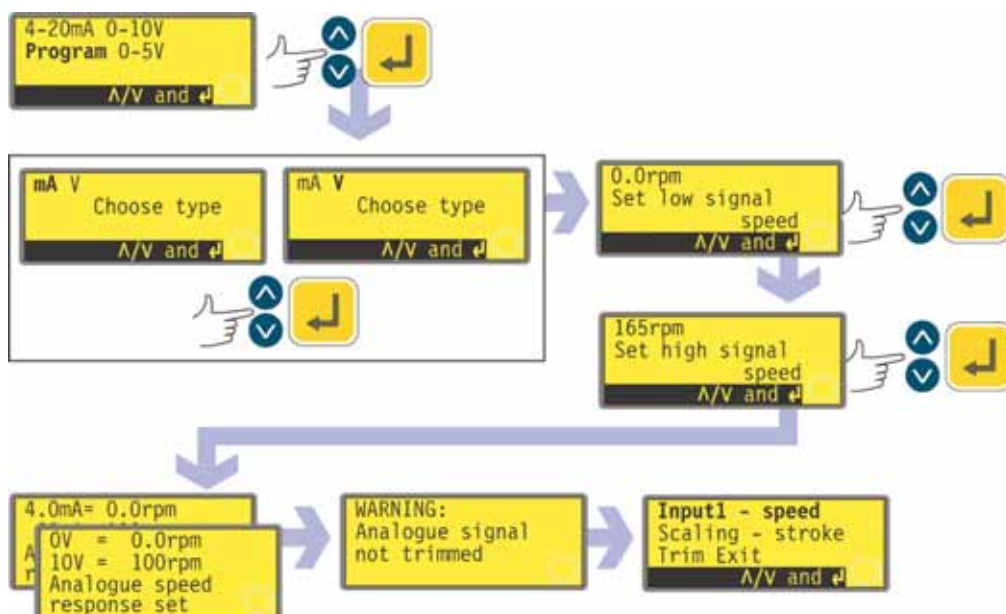 4-20mA 0-10V
Program 0-5V
Λ/V and ↲
mA V
Choose type
Λ/V and ↲
mA V
Choose type
Λ/V and ↲
0.0rpm
Set low signal
speed
Λ/V and ↲
165rpm
Set high signal
speed
Λ/V and ↲
4.0mA= 0.0rpm
0V = 0.0rpm
10V = 100rpm
Analogue speed
response set
WARNING:
Analogue signal
not trimmed
Input1 - speed
Scaling - stroke
Trim Exit
Λ/V and ↲